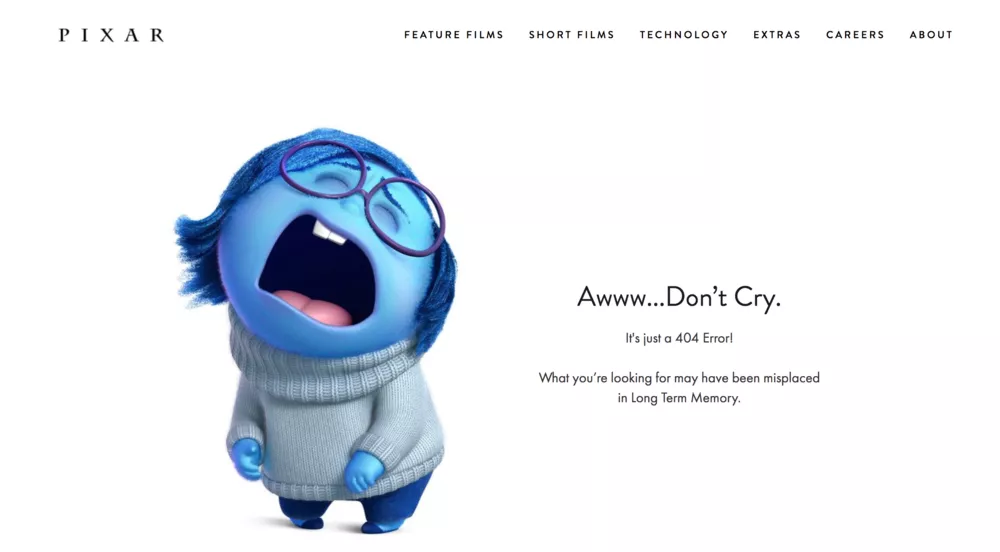 PIXAR
FEATURE FILMS SHORT FILMS TECHNOLOGY EXTRAS CAREERS ABOUT
Awww...Don’t Cry.
It's just a 404 Error!
What you’re looking for may have been misplaced
in Long Term Memory.